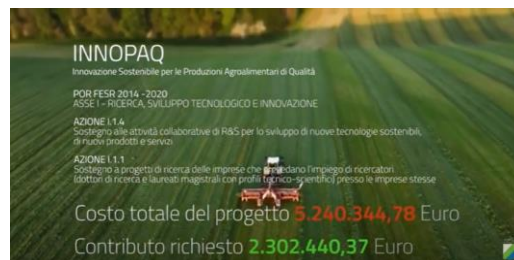 INNOPAQ
Innovazione Sostenibile per le Produzioni Agroalimentari di Qualità
POR FESR 2014 -2020
ASSE I - RICERCA, SVILUPPO TECNOLOGICO E INNOVAZIONE
AZIONE I.1.4
Sostegno alle attività collaborative di R&S per lo sviluppo di nuove tecnologie sostenibili,
di nuovi prodotti e servizi
AZIONE I.1.1
Sostegno a progetti di ricerca delle imprese che prevedano l'impiego di ricercatori
(dottori di ricerca e laureati magistrali con profili tecnico-scientifici) presso le imprese stesse
Costo totale del progetto 5.240.344,78 Euro
Contributo richiesto 2.302.440,37 Euro